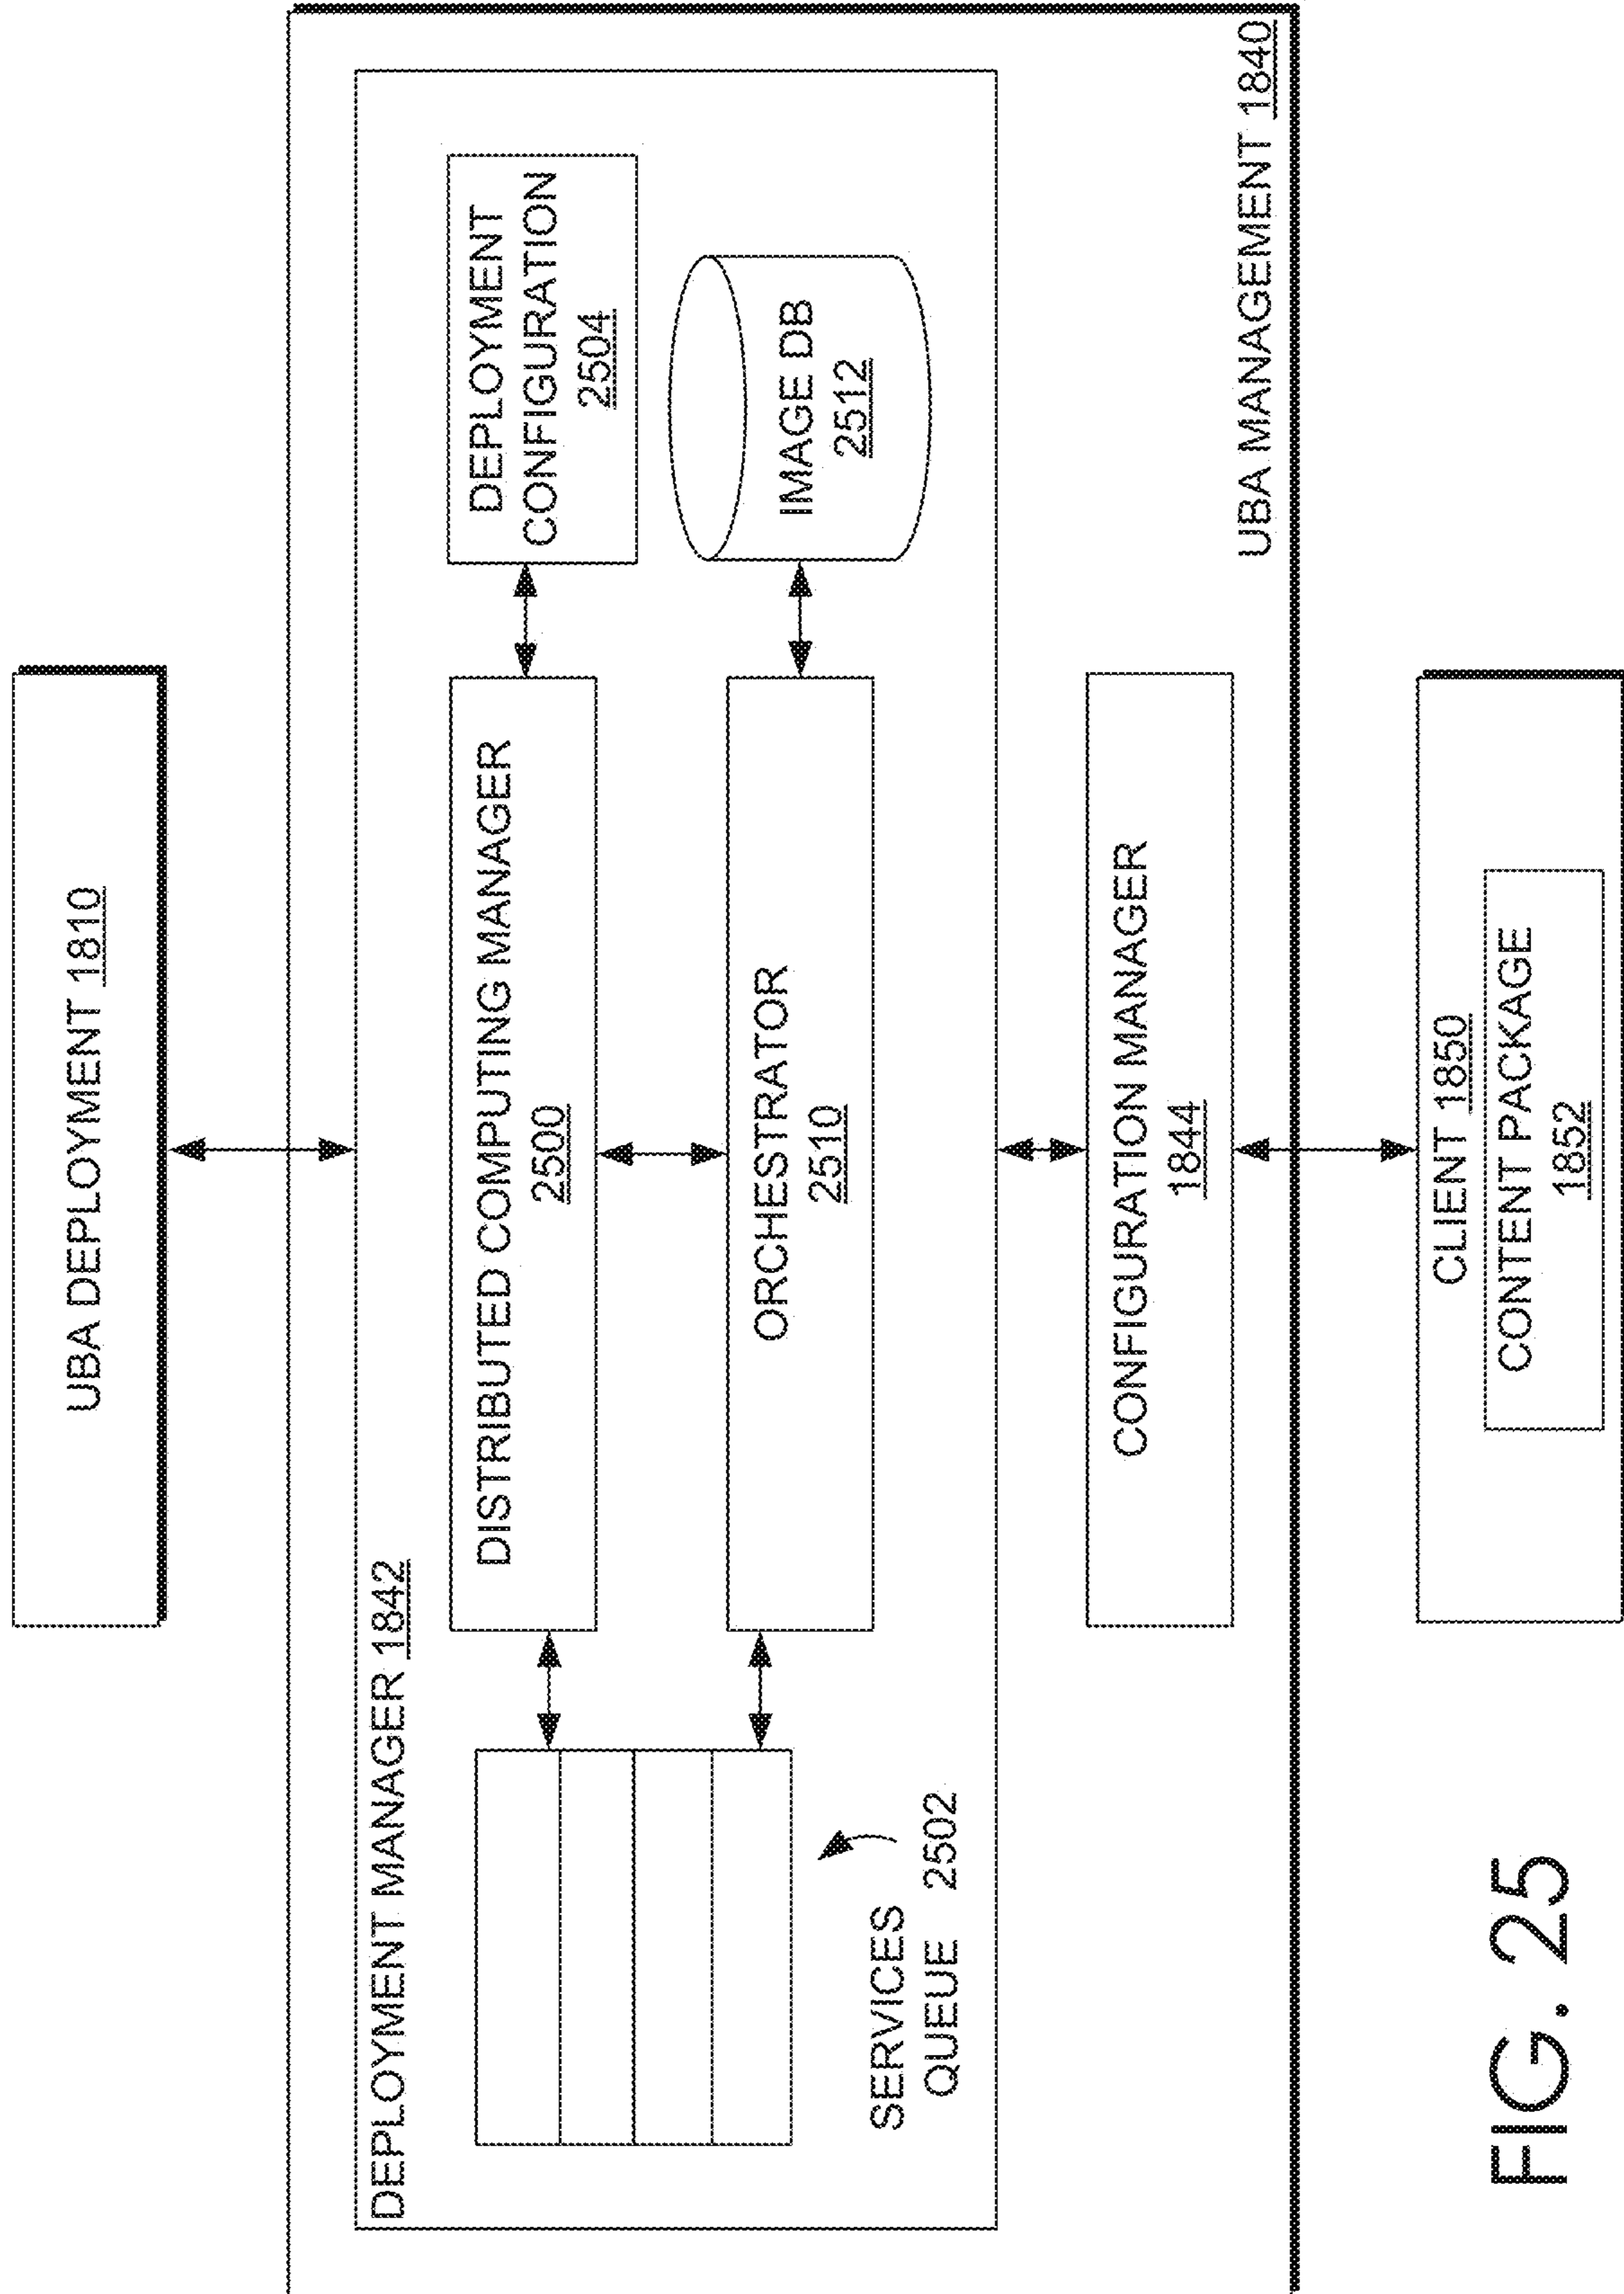 UBA DEPLOYMENT 1810
DEPLOYMENT MANAGER 1842
DISTRIBUTED COMPUTING MANAGER
2500
DEPLOYMENT
CONFIGURATION
2504
ORCHESTRATOR
2510
IMAGE DB
2512
SERVICES
QUEUE 2502
CONFIGURATION MANAGER
1844
UBA MANAGEMENT 1840
CLIENT 1850
CONTENT PACKAGE
1852
FIG. 25